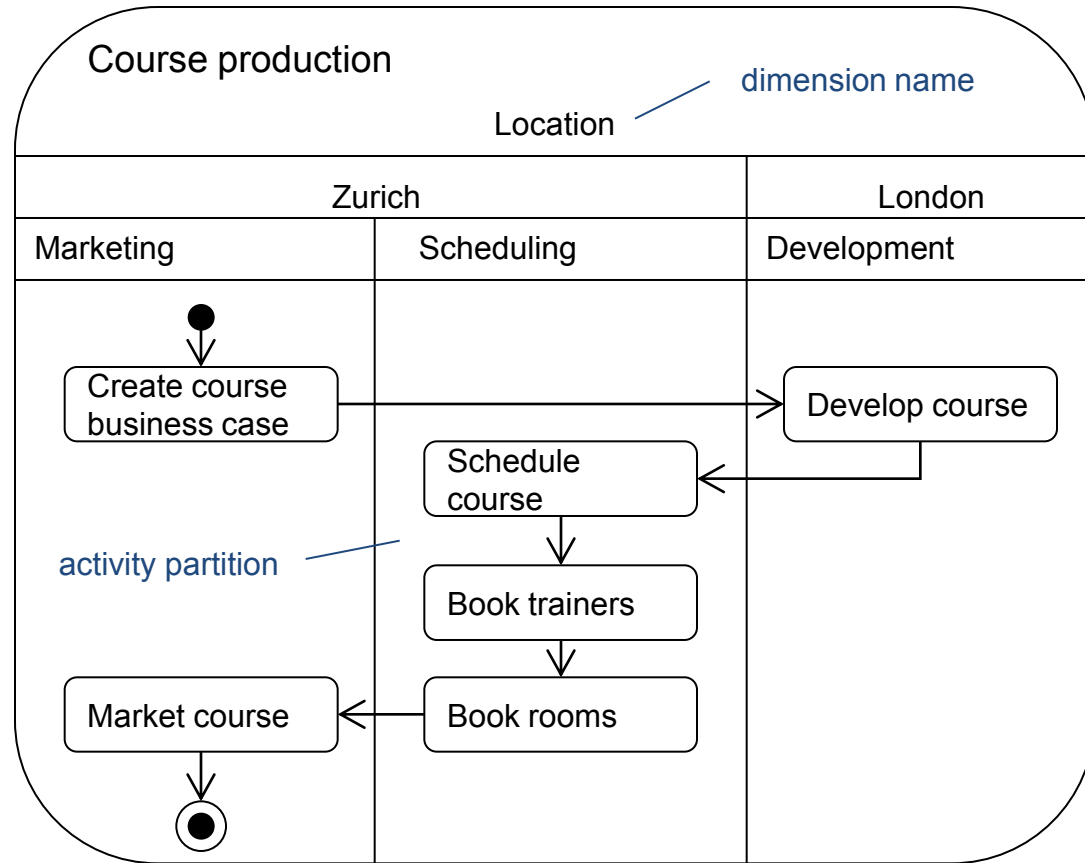 Course production
dimension name
Location
Zurich
London
Marketing
Scheduling
Development
Create course
business case
Develop course
Schedule
course
activity partition
Book trainers
Market course
Book rooms